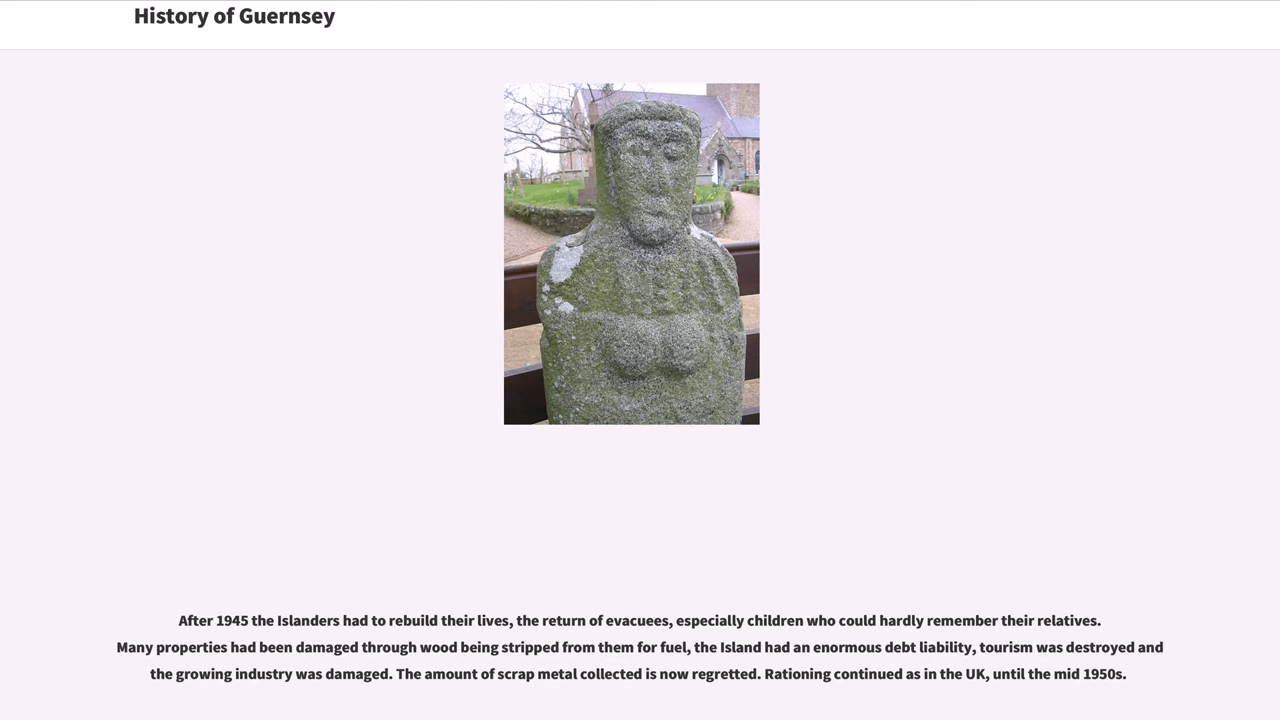 History of Guernsey
After 1945 the Islanders had to rebuild their lives, the return of evacuees, especially children who could hardly remember their relatives.
Many properties had been damaged through wood being stripped from them for fuel, the Island had an enormous debt liability, tourism was destroyed and
the growing industry was damaged. The amount of scrap metal collected is now regretted. Rationing continued as in the UK, until the mid 1950s.